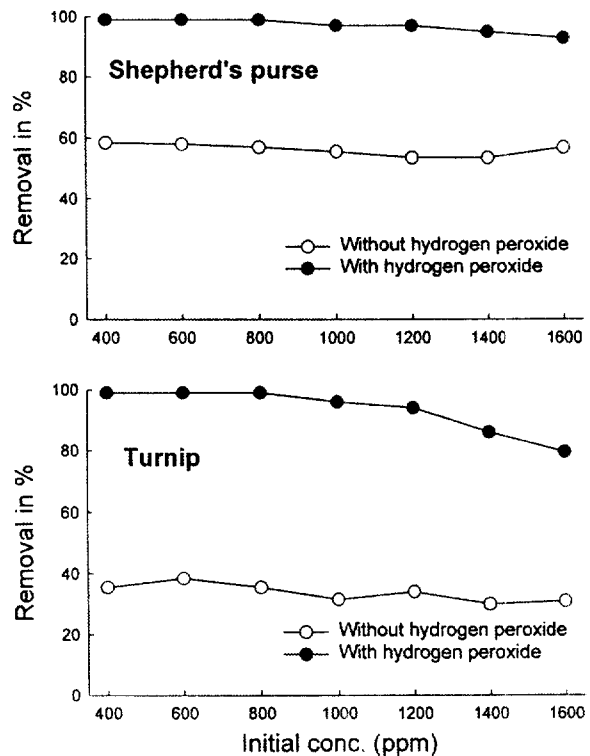 100
80
60
40
20
0
Removal in %
Shepherd's purse
Without hydrogen peroxide
With hydrogen peroxide
400 600 800 1000 1200 1400 1600
100
80
60
40
20
0
Removal in %
Turnip
Without hydrogen peroxide
With hydrogen peroxide
400 600 800 1000 1200 1400 1600
Initial conc. (ppm)